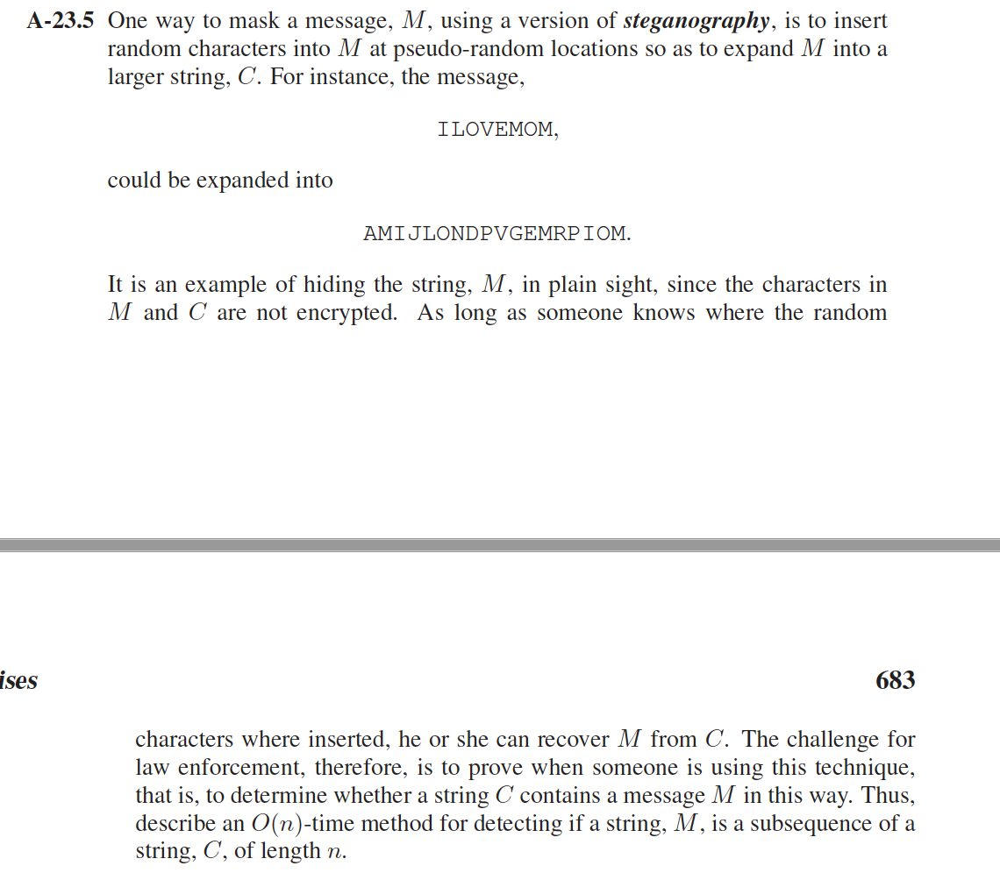 A-23.5 One way to mask a message, M, using a version of steganography, is to insert
random characters into M at pseudo-random locations so as to expand M into a
larger string, C. For instance, the message,
ILOVEMOM,
could be expanded into
AMIJLONDPVGEMRPIOM.
It is an example of hiding the string, M, in plain sight, since the characters in
M and C are not encrypted. As long as someone knows where the random
ises
683
characters where inserted, he or she can recover M from C. The challenge for
law enforcement, therefore, is to prove when someone is using this technique,
that is, to determine whether a string C contains a message M in this way. Thus,
describe an O(n)-time method for detecting if a string, M, is a subsequence of a
string, C, of length n.